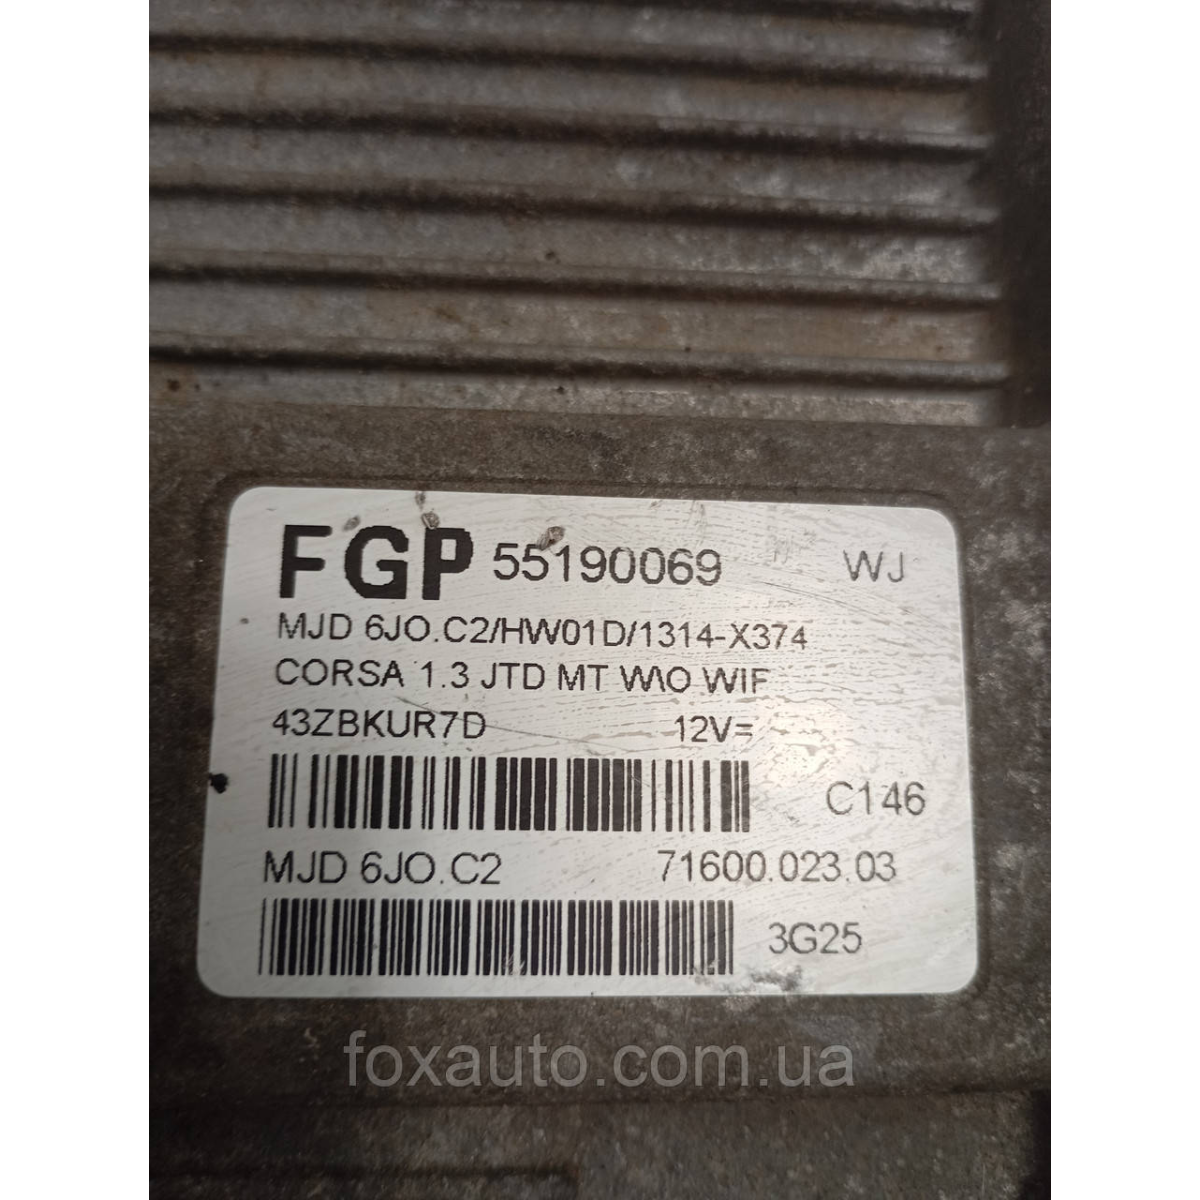 FGP 55190069 WJ
MJD 6JO.C2/HW01D/1314-X374
CORSA 1.3 JTD MT W\O WIF
43ZBKUR7D 12V=
C146
MJD 6JO.C2 71600.023.03
3G25
foxauto.com.ua